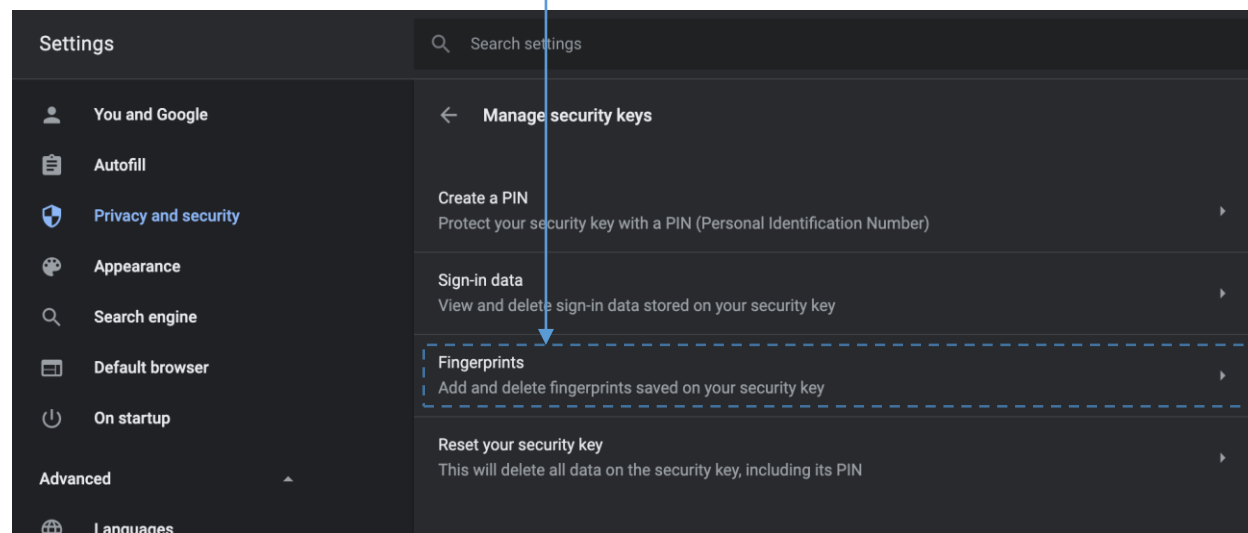 Settings
Search settings
You and Google
Autofill
Privacy and security
Appearance
Search engine
Default browser
On startup
Advanced
Languages
Manage security keys
Create a PIN
Protect your security key with a PIN (Personal Identification Number)
Sign-in data
View and delete sign-in data stored on your security key
Fingerprints
Add and delete fingerprints saved on your security key
Reset your security key
This will delete all data on the security key, including its PIN